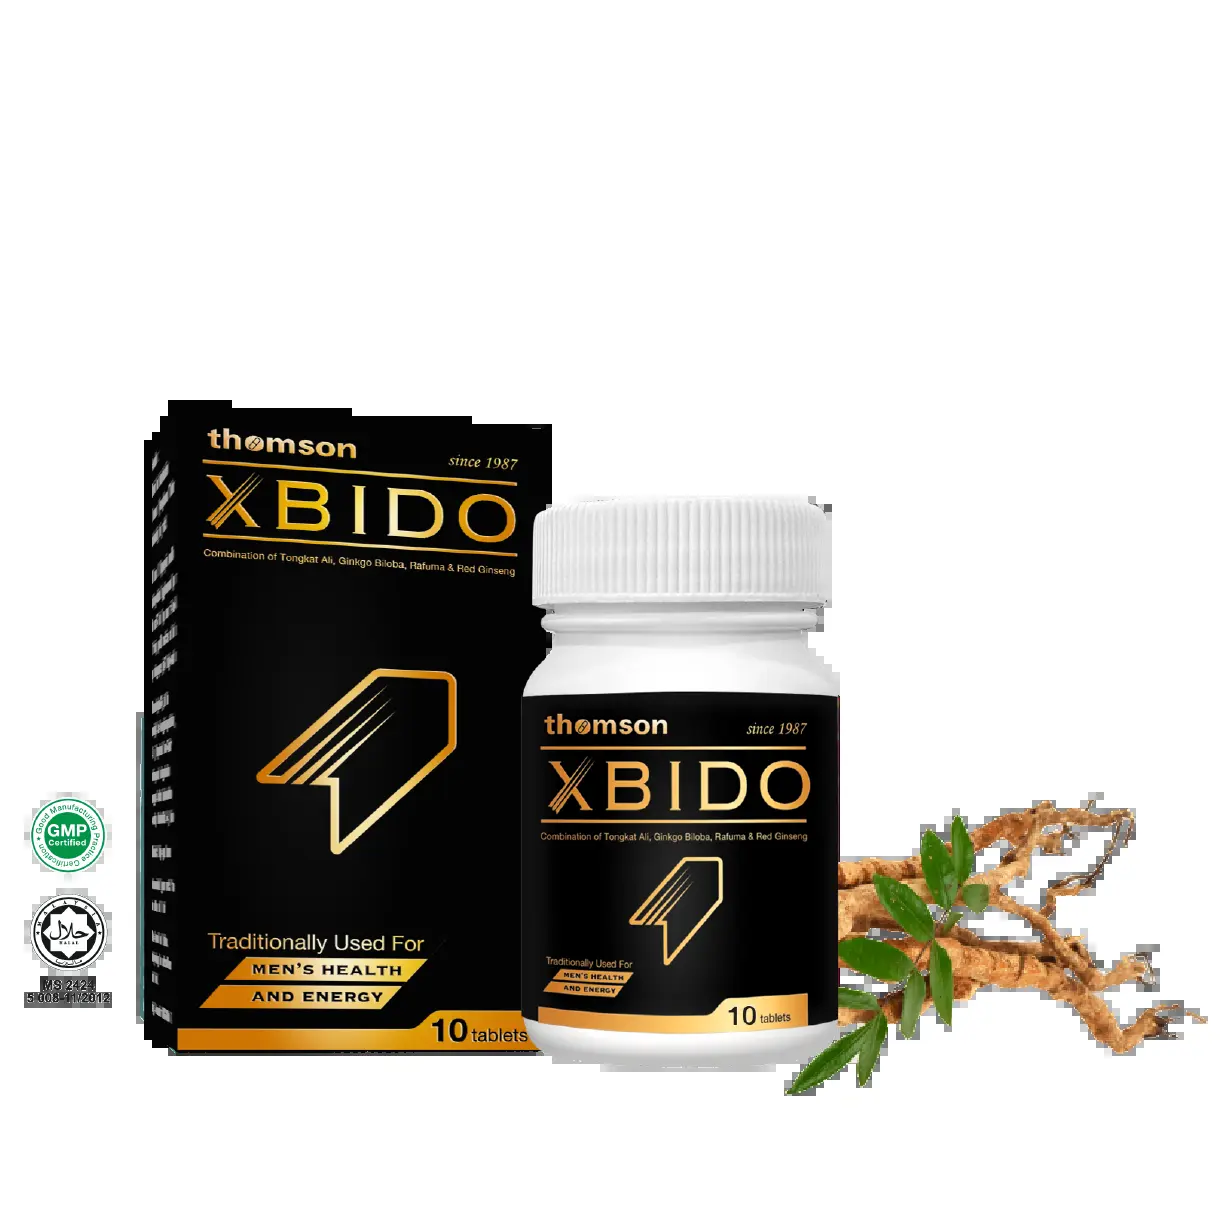 thomson
since 1987
XBIDO
Combination of Tongkat Ali, Ginkgo Biloba, Rafuma & Red Ginseng
Traditionally Used For
MEN'S HEALTH
AND ENERGY
10 tablets
thomson
since 1987
XBIDO
Combination of Tongkat Ali, Ginkgo Biloba, Rafuma & Red Ginseng
Traditionally Used For
MEN'S HEALTH
AND ENERGY
10 tablets
Good Manufacturing Practice Certification
GMP
Certified
MALAYSIA
حلال
HALAL
MS 2424
5 008-11/2012